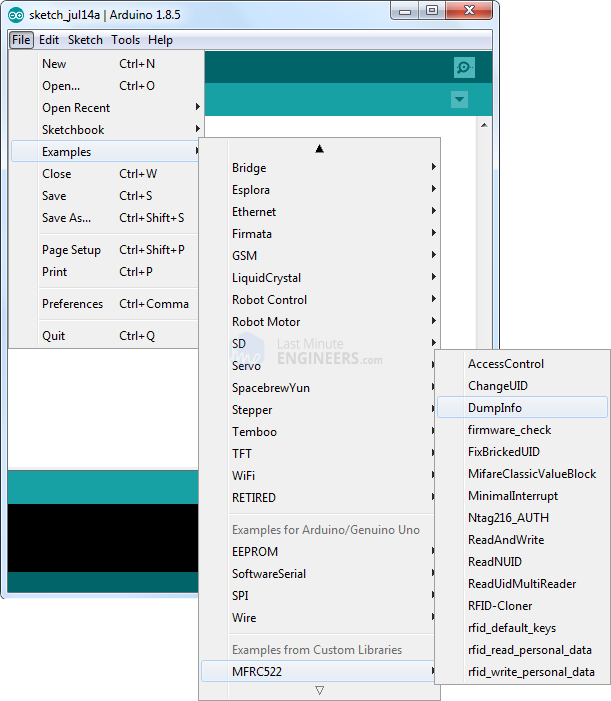 sketch_jul14a | Arduino 1.8.5
File Edit Sketch Tools Help
New Ctrl+N
Open... Ctrl+O
Open Recent
Sketchbook
Examples
Close Ctrl+W
Save Ctrl+S
Save As... Ctrl+Shift+S
Page Setup Ctrl+Shift+P
Print Ctrl+P
Preferences Ctrl+Comma
Quit Ctrl+Q
Bridge
Esplora
Ethernet
Firmata
GSM
LiquidCrystal
Robot Control
Robot Motor
SD
Servo
SpacebrewYun
Stepper
Temboo
TFT
WiFi
RETIRED
Examples for Arduino/Genuino Uno
EEPROM
SoftwareSerial
SPI
Wire
Examples from Custom Libraries
MFRC522
AccessControl
ChangeUID
DumpInfo
firmware_check
FixBrickedUID
MifareClassicValueBlock
MinimalInterrupt
Ntag216_AUTH
ReadAndWrite
ReadNUID
ReadUidMultiReader
RFID-Cloner
rfid_default_keys
rfid_read_personal_data
rfid_write_personal_data
me
Last Minute
ENGINEERS.com